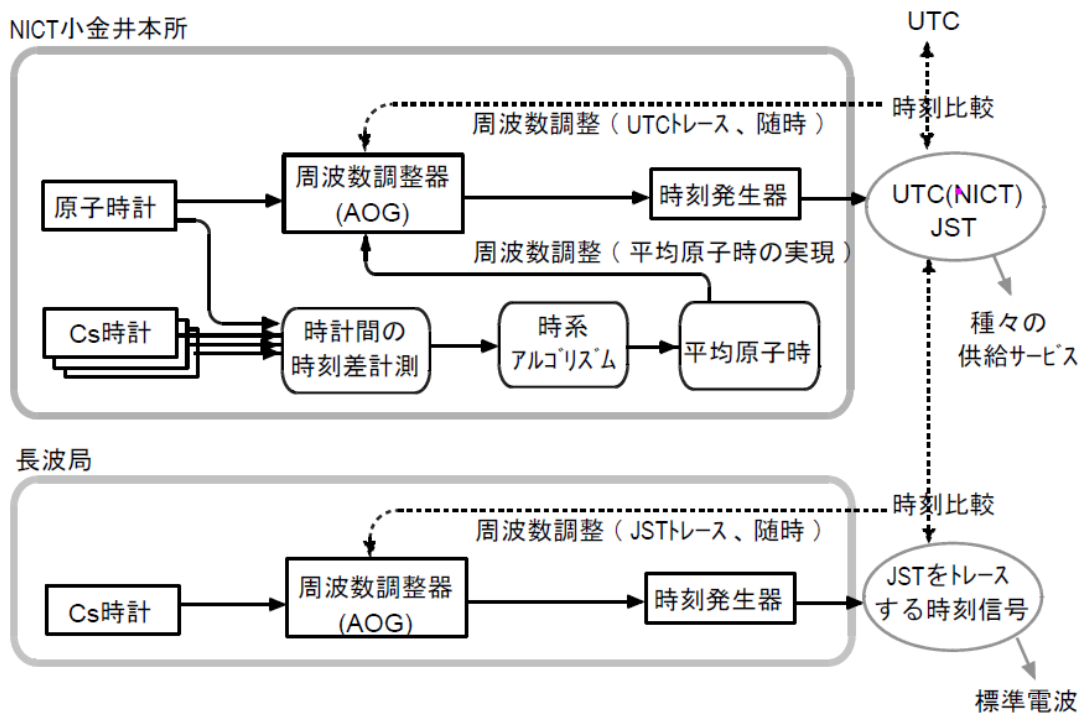 NICT小金井本所
UTC
時刻比較
周波数調整（UTCトレース、随時）
原子時計
周波数調整器
(AOG)
時刻発生器
UTC(NICT)
JST
周波数調整（平均原子時の実現）
Cs時計
時計間の
時刻差計測
時系
アルゴリズム
平均原子時
種々の
供給サービス
長波局
時刻比較
周波数調整（JSTトレース、随時）
Cs時計
周波数調整器
(AOG)
時刻発生器
JSTをトレース
する時刻信号
標準電波